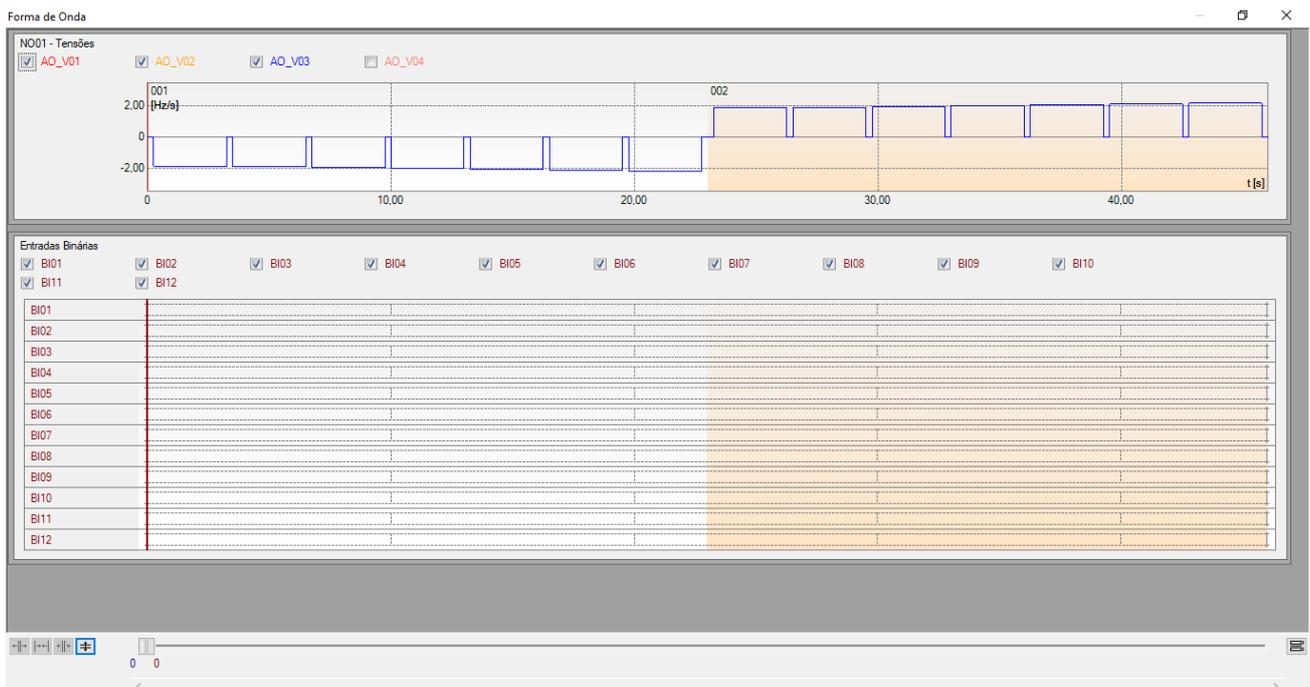 Forma de Onda
NO01 - Tensões
AO_V01 AO_V02 AO_V03 AO_V04
001 002
2,00 [Hz/s]
0
-2,00
t [s]
0 10,00 20,00 30,00 40,00
Entradas Binárias
BI01 BI02 BI03 BI04 BI05 BI06 BI07 BI08 BI09 BI10
BI11 BI12
BI01
BI02
BI03
BI04
BI05
BI06
BI07
BI08
BI09
BI10
BI11
BI12
0 0